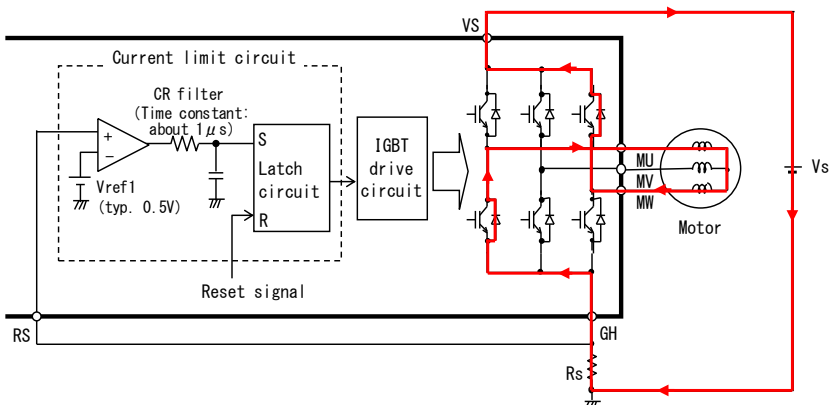 VS
Current limit circuit
CR filter
(Time constant:
about 1μs)
+
−
S
Latch
circuit
R
IGBT
drive
circuit
Vref1
(typ. 0.5V)
Reset signal
MU
MV
MW
Motor
Vs
RS
GH
Rs